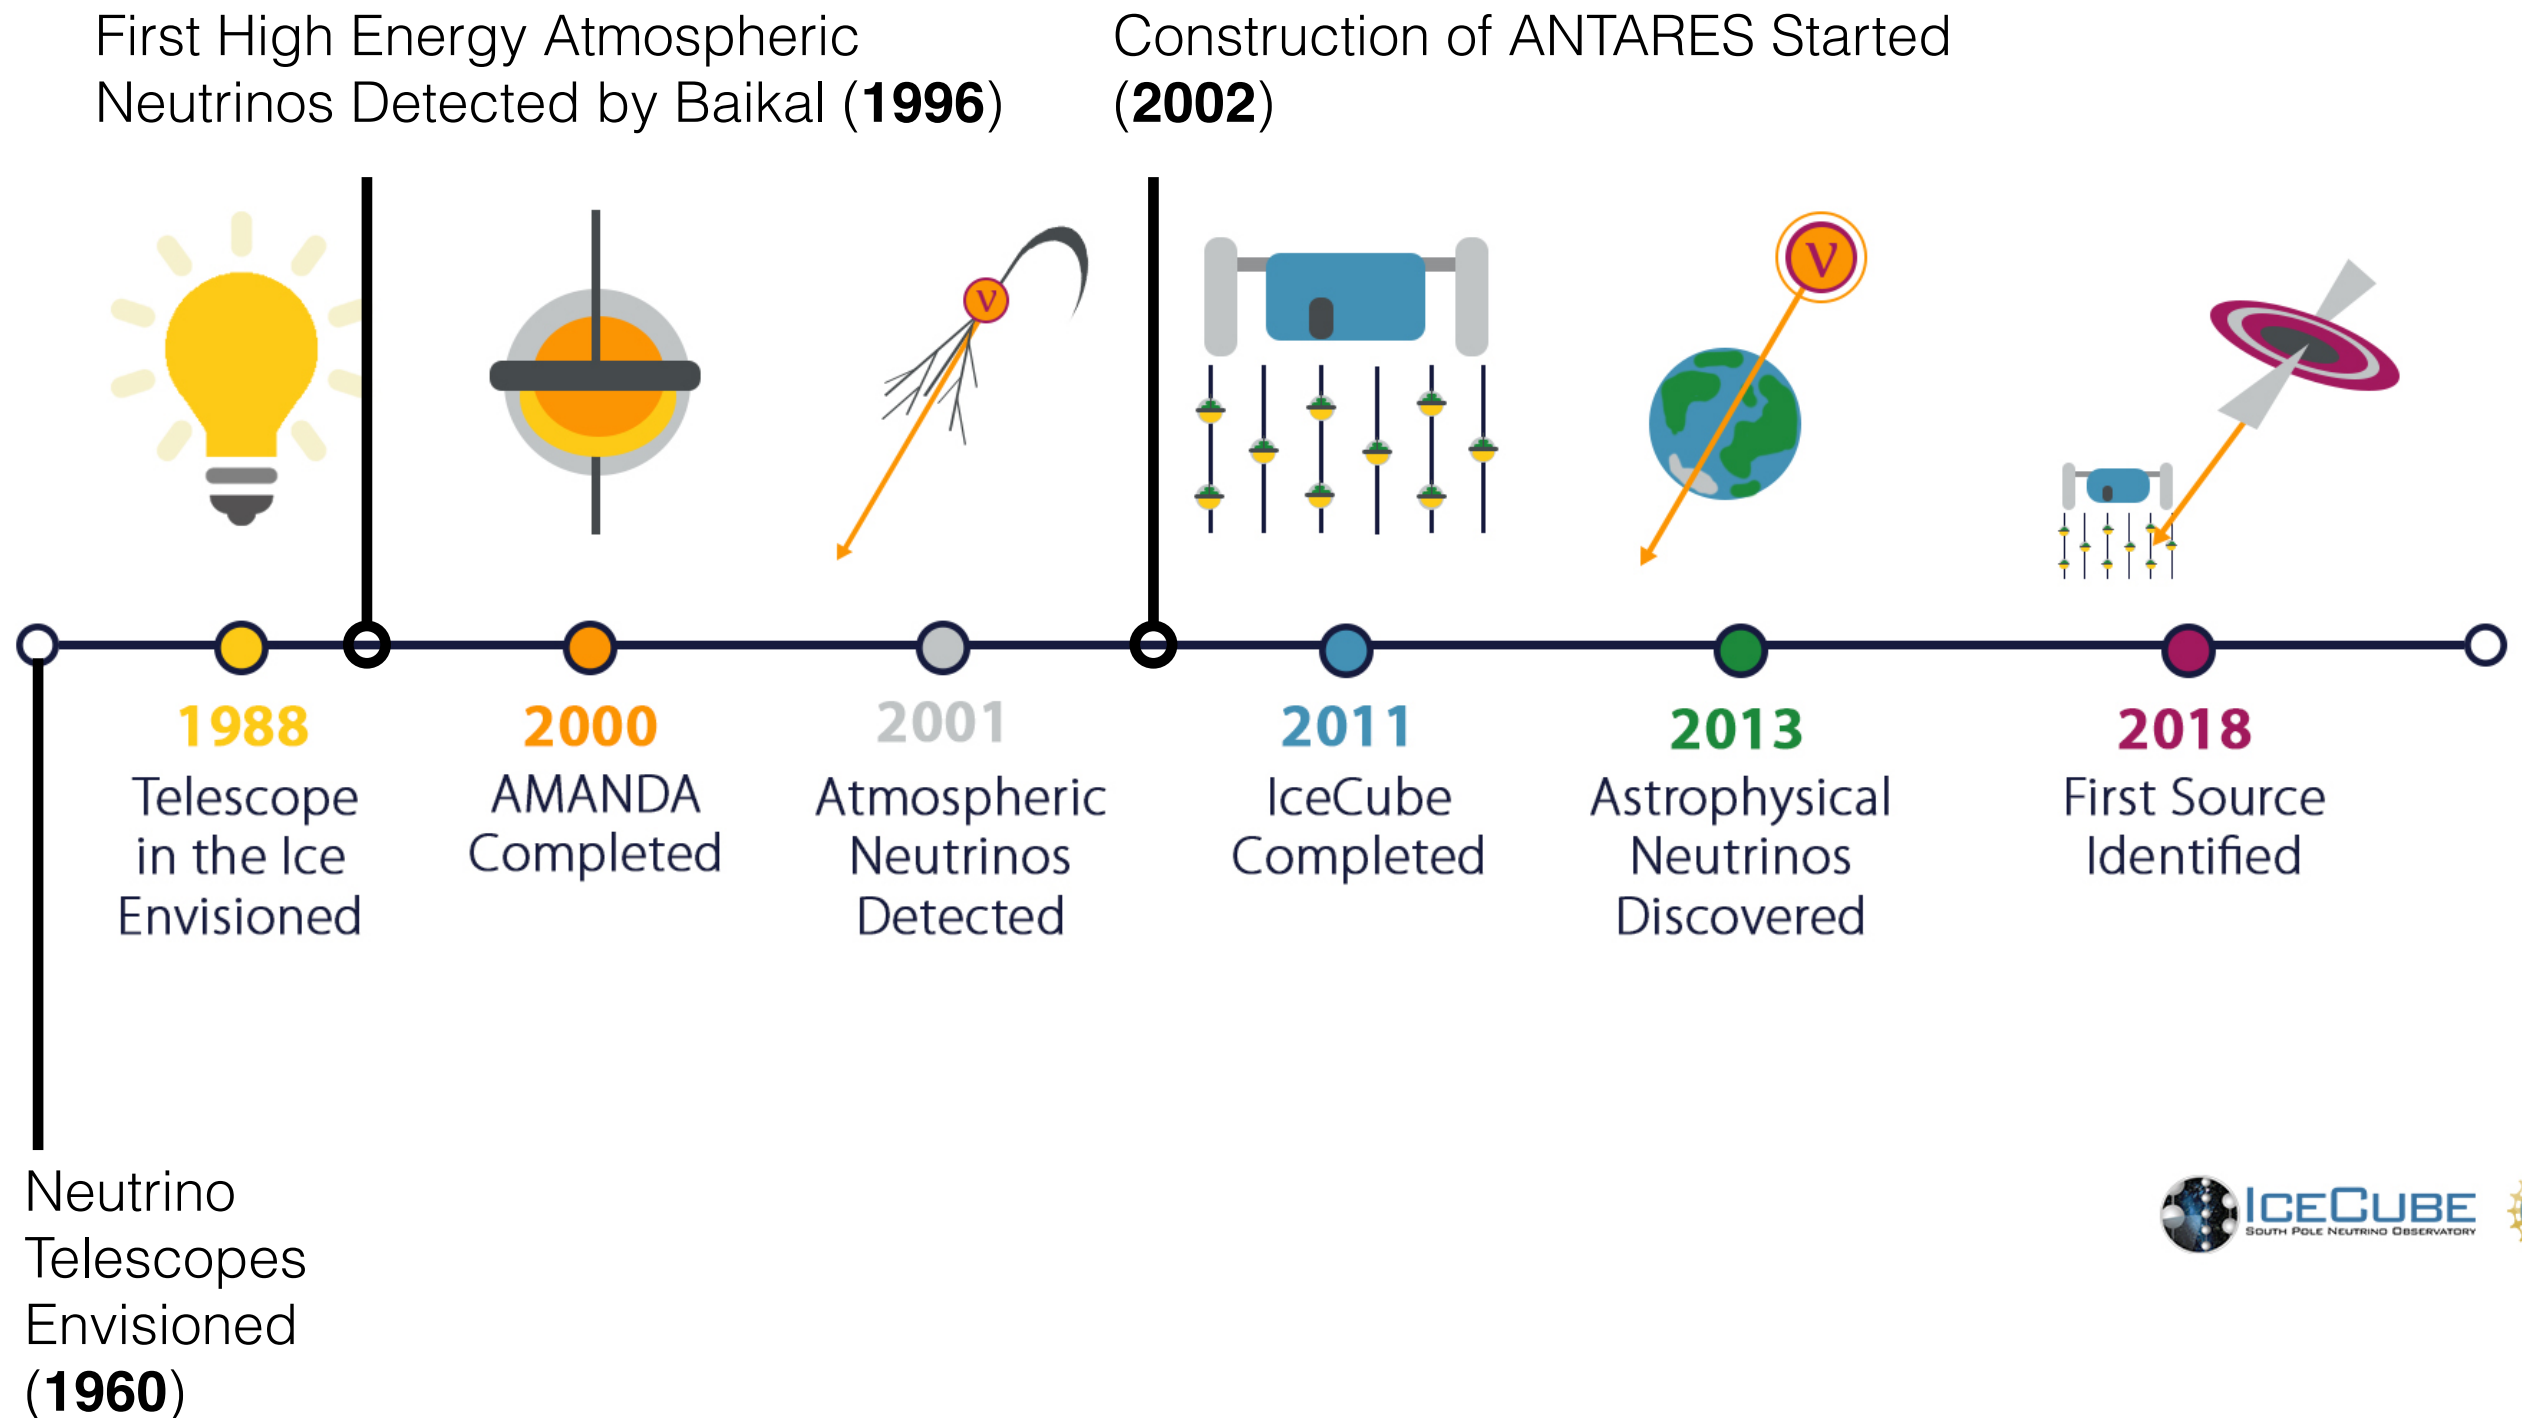 First High Energy Atmospheric
Neutrinos Detected by Baikal (1996)
Construction of ANTARES Started
(2002)
ν
ν
1988
Telescope
in the Ice
Envisioned
2000
AMANDA
Completed
2001
Atmospheric
Neutrinos
Detected
2011
IceCube
Completed
2013
Astrophysical
Neutrinos
Discovered
2018
First Source
Identified
Neutrino
Telescopes
Envisioned
(1960)
ICECUBE
SOUTH POLE NEUTRINO OBSERVATORY